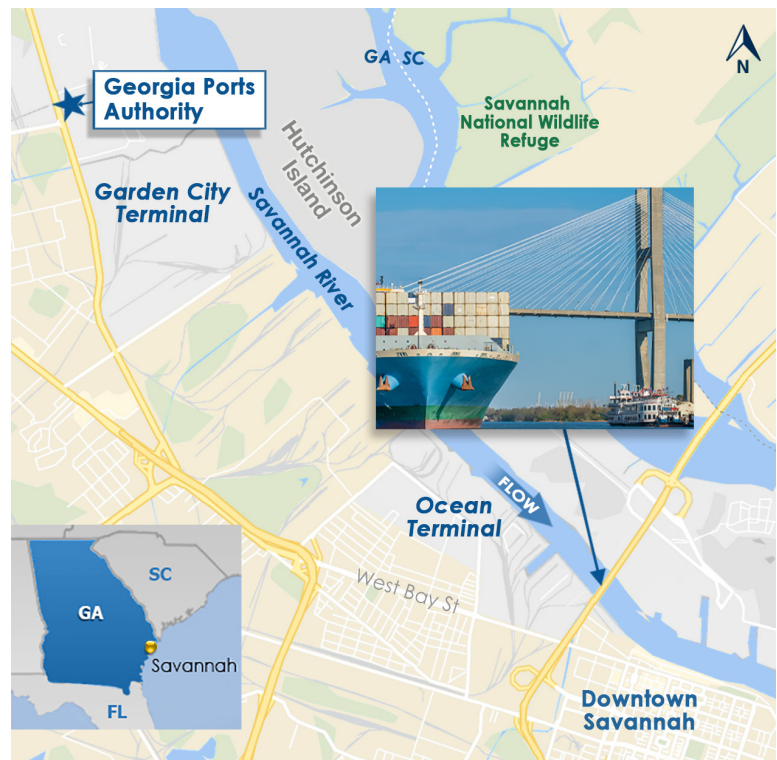 GA SC
N
Georgia Ports
Authority
Savannah
National Wildlife
Refuge
Hutchinson
Island
Garden City
Terminal
Savannah River
FLOW
Ocean
Terminal
West Bay St
SC
GA
Savannah
FL
Downtown
Savannah